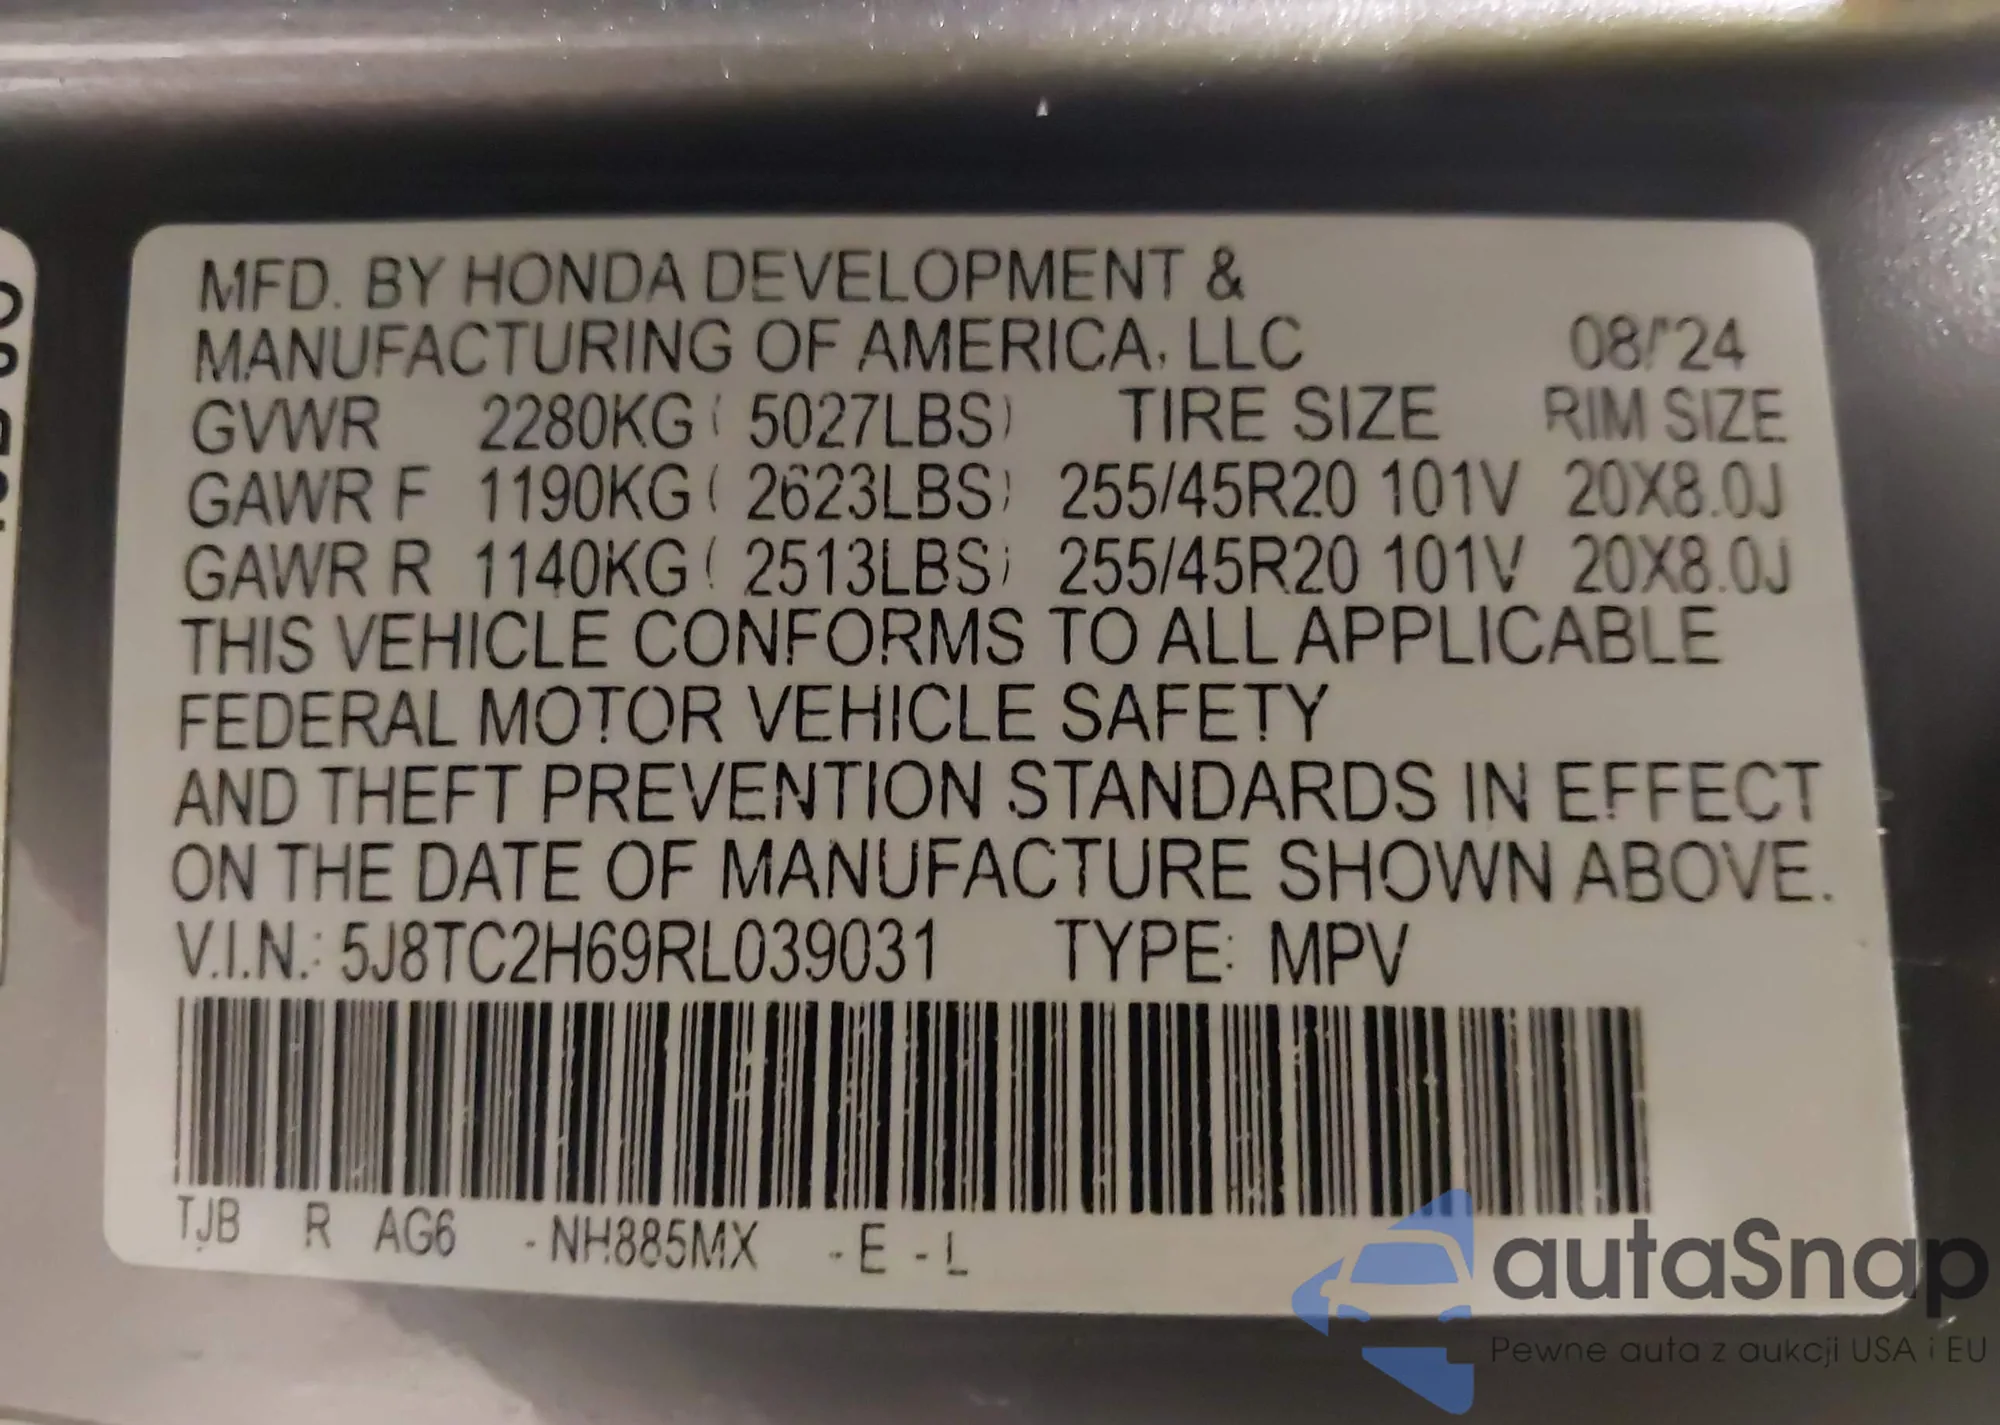 MFD. BY HONDA DEVELOPMENT &
MANUFACTURING OF AMERICA, LLC 08/'24
GVWR 2280KG ( 5027LBS) TIRE SIZE RIM SIZE
GAWR F 1190KG ( 2623LBS) 255/45R20 101V 20X8.0J
GAWR R 1140KG ( 2513LBS) 255/45R20 101V 20X8.0J
THIS VEHICLE CONFORMS TO ALL APPLICABLE
FEDERAL MOTOR VEHICLE SAFETY
AND THEFT PREVENTION STANDARDS IN EFFECT
ON THE DATE OF MANUFACTURE SHOWN ABOVE.
V.I.N.: 5J8TC2H69RL039031 TYPE: MPV
TJB R AG6 - NH885MX - E - L
autaSnap
Pewne auta z aukcji USA i EU